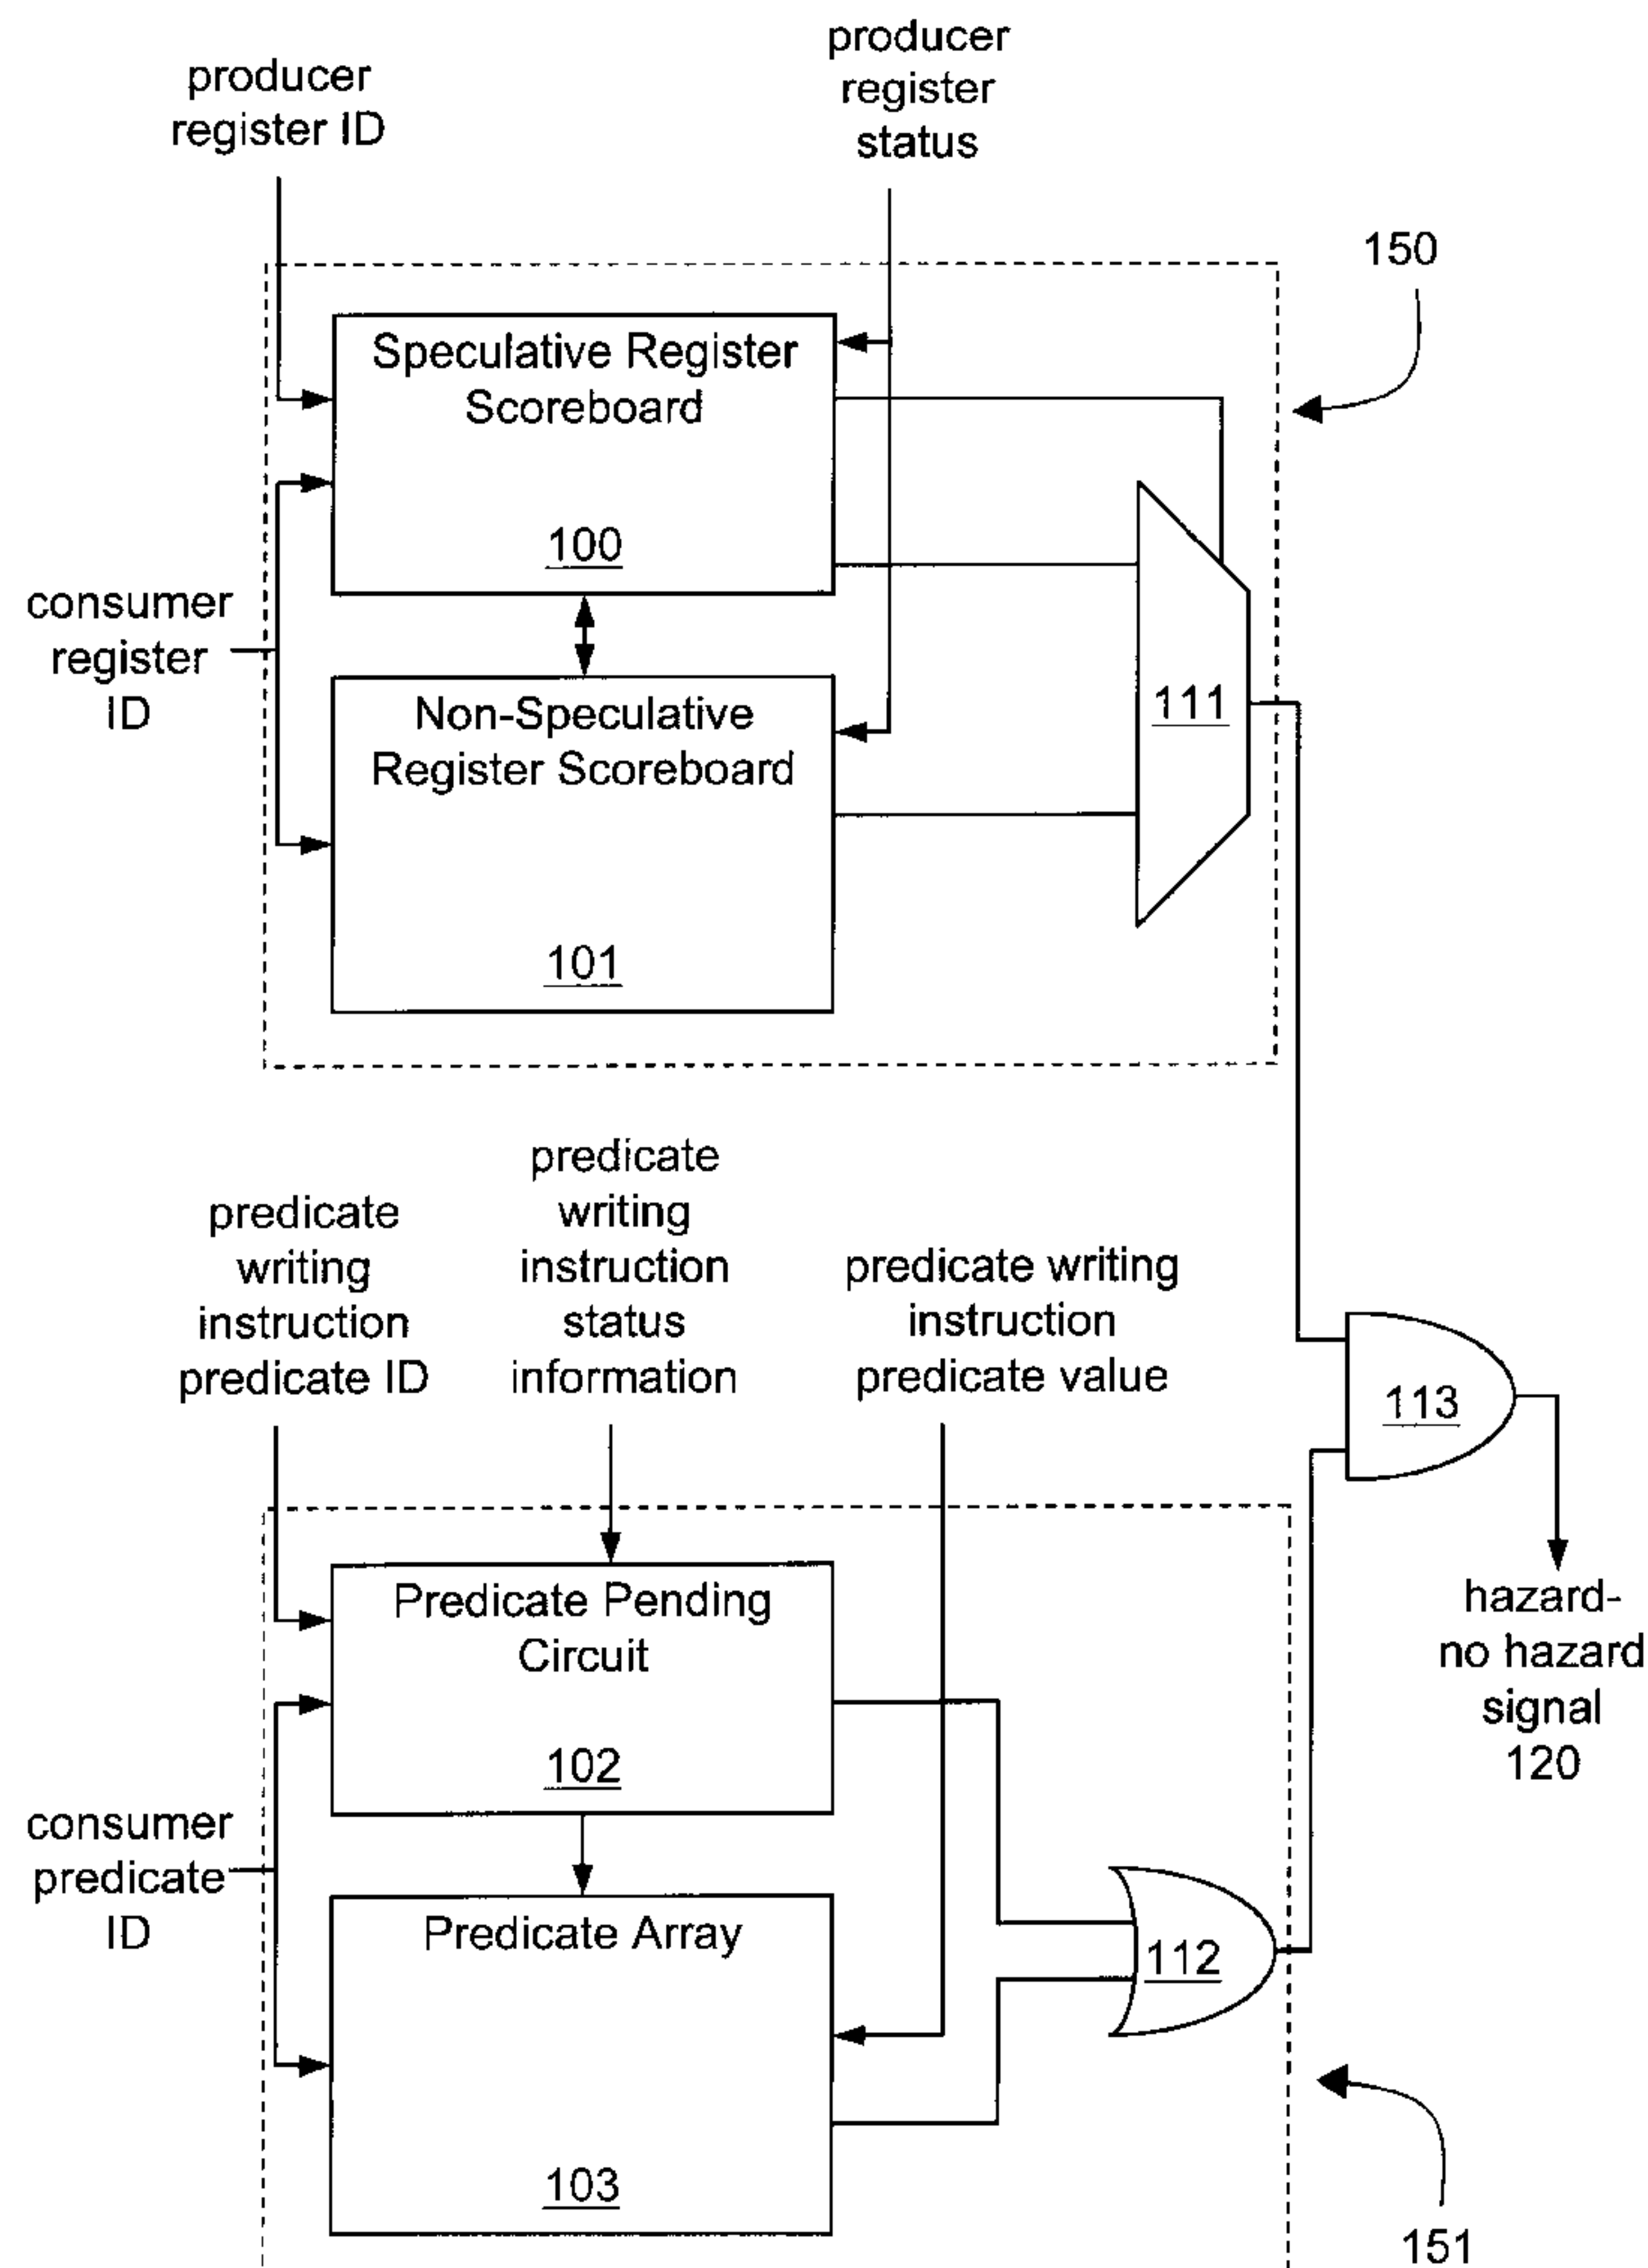 producer
register
status
producer
register ID
150
Speculative Register
Scoreboard
100
consumer
register
ID
Non-Speculative
Register Scoreboard
101
111
predicate
writing
instruction
predicate ID
predicate
writing
instruction
status
information
predicate writing
instruction
predicate value
113
Predicate Pending
Circuit
102
hazard-
no hazard
signal
120
consumer
predicate
ID
Predicate Array
103
112
151